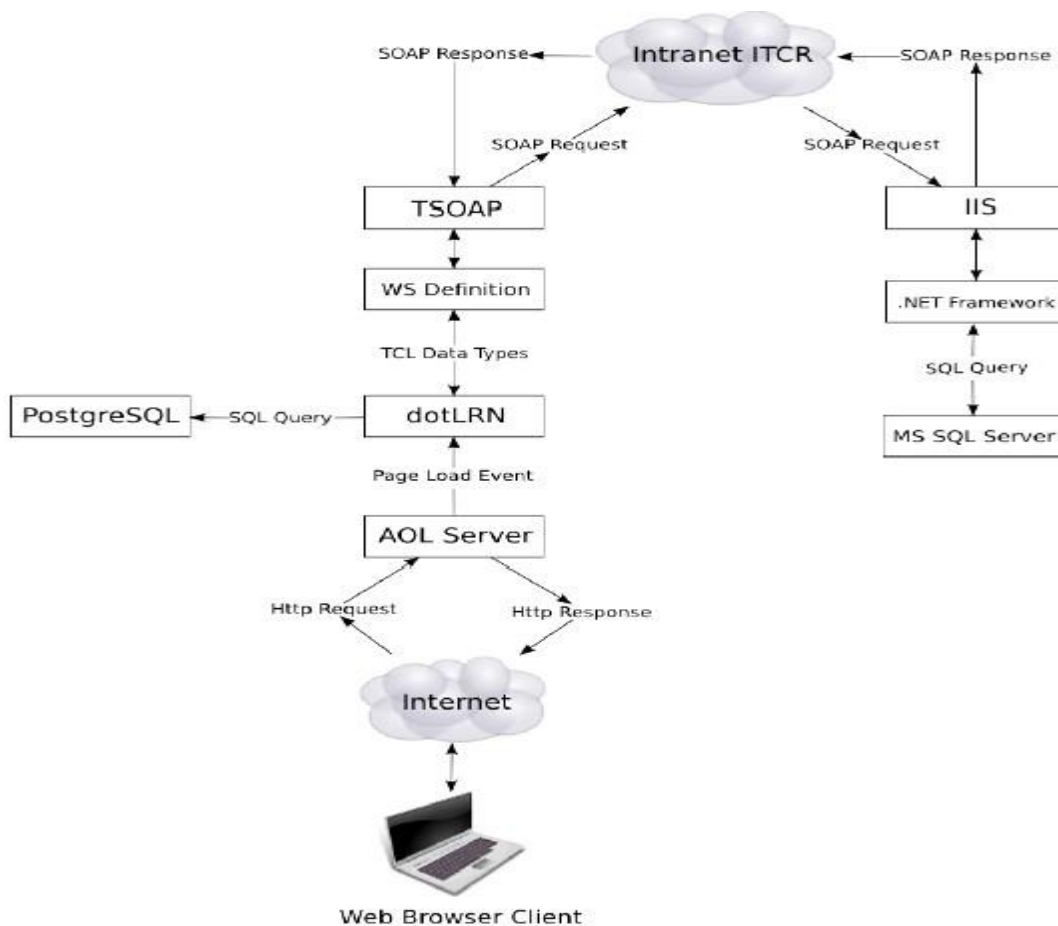 Intranet ITCR
SOAP Response
SOAP Response
SOAP Request
SOAP Request
TSOAP
IIS
WS Definition
.NET Framework
TCL Data Types
SQL Query
PostgreSQL
SQL Query
dotLRN
MS SQL Server
Page Load Event
AOL Server
Http Request
Http Response
Internet
Web Browser Client